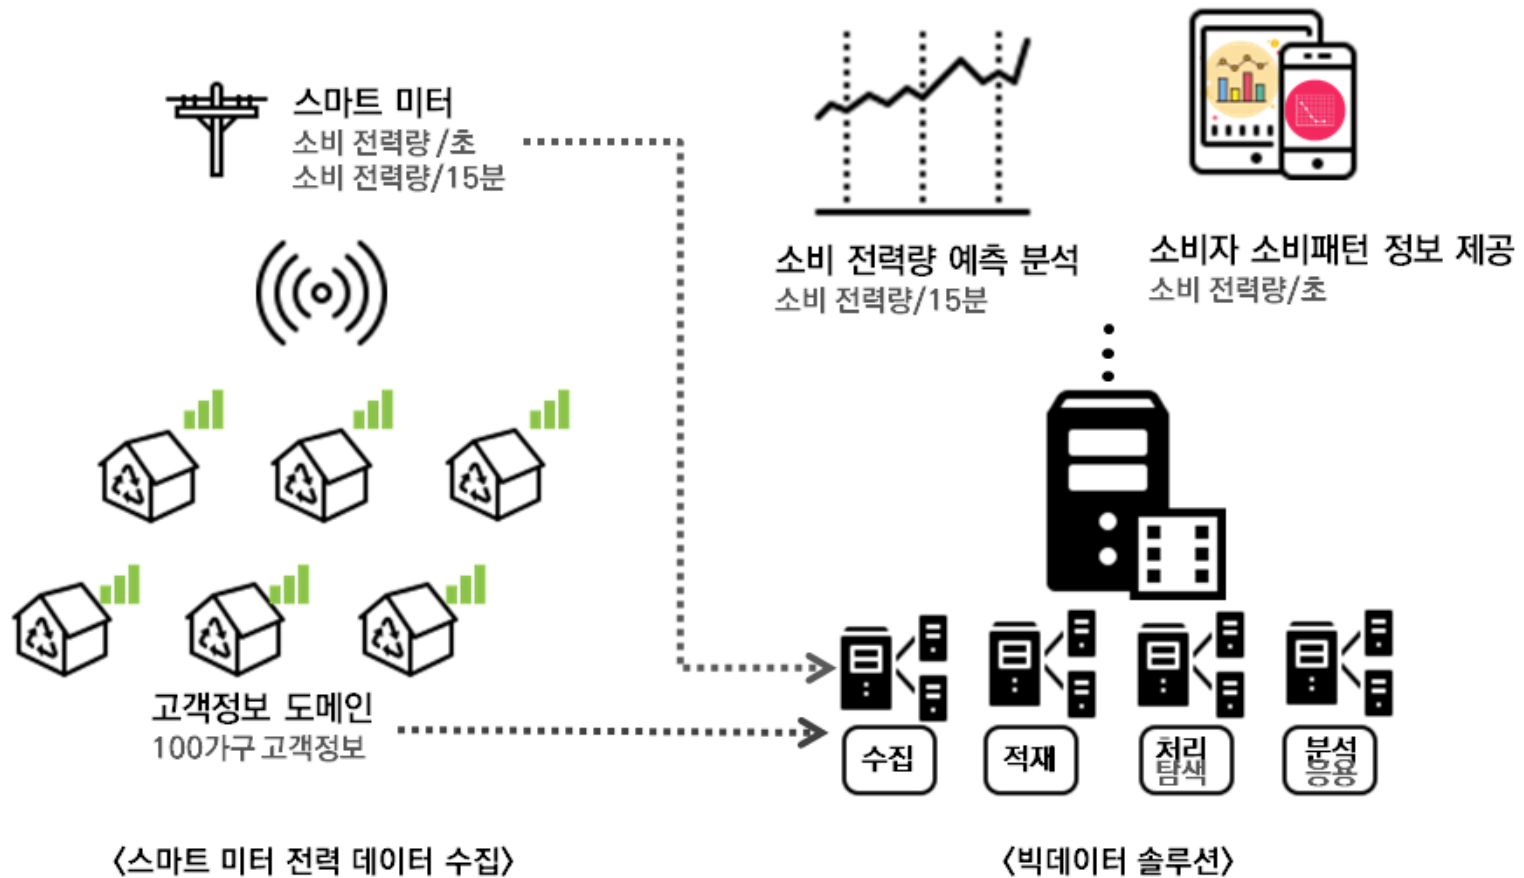 스마트 미터
소비 전력량 /초
소비 전력량/15분
고객정보 도메인
100가구 고객정보
<스마트 미터 전력 데이터 수집>
소비 전력량 예측 분석
소비 전력량/15분
소비자 소비패턴 정보 제공
소비 전력량/초
수집
적재
처리
탐색
분석
응용
<빅데이터 솔루션>